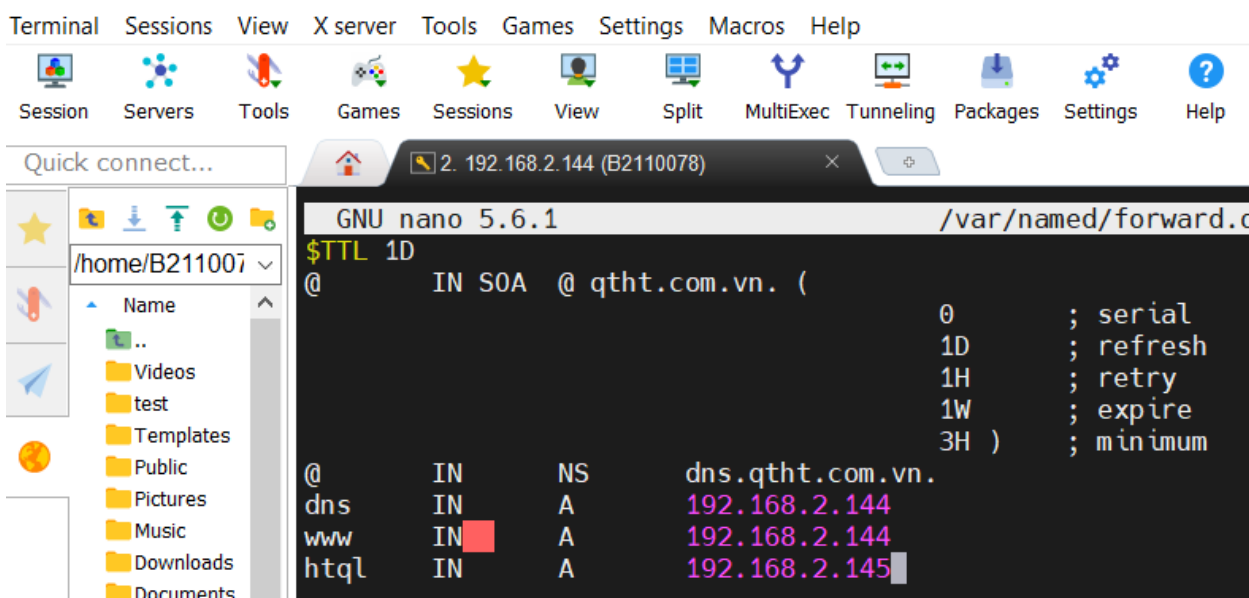 Terminal Sessions View X server Tools Games Settings Macros Help
Session Servers Tools Games Sessions View Split MultiExec Tunneling Packages Settings Help
Quick connect...
2. 192.168.2.144 (B2110078)
GNU nano 5.6.1 /var/named/forward.
/home/B211007
Name
..
Videos
test
Templates
Public
Pictures
Music
Downloads
Documents
$TTL 1D
@ IN SOA @ qtht.com.vn. (
0 ; serial
1D ; refresh
1H ; retry
1W ; expire
3H ) ; minimum
@ IN NS dns.qtht.com.vn.
dns IN A 192.168.2.144
www IN A 192.168.2.144
htql IN A 192.168.2.145